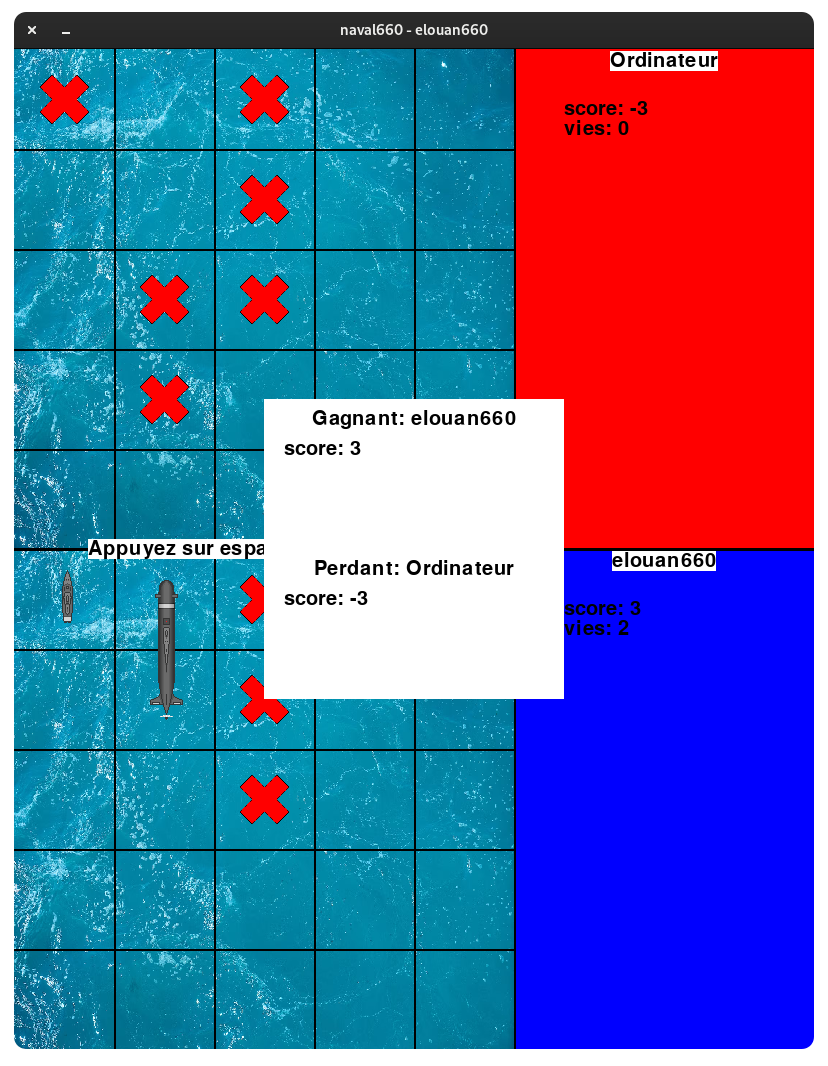 naval660 - elouan660
Ordinateur
score: -3
vies: 0
Gagnant: elouan660
score: 3
Appuyez sur espa
Perdant: Ordinateur
score: -3
elouan660
score: 3
vies: 2